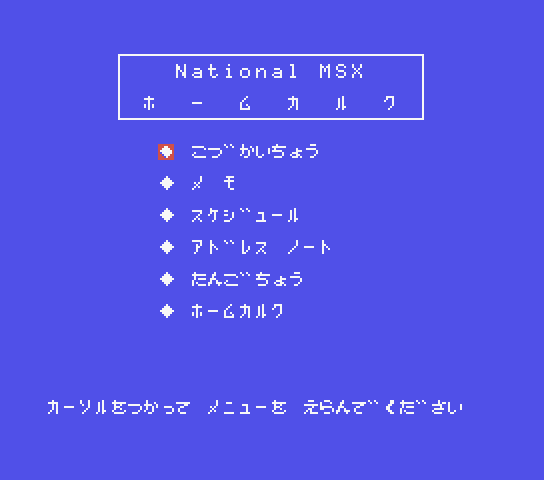 National MSX
ホ ー ム カ ル ク
こづかいちょう
メ モ
スケジュール
アドレス ノート
たんごちょう
ホームカルク
カーソルをつかって メニューを えらんでください